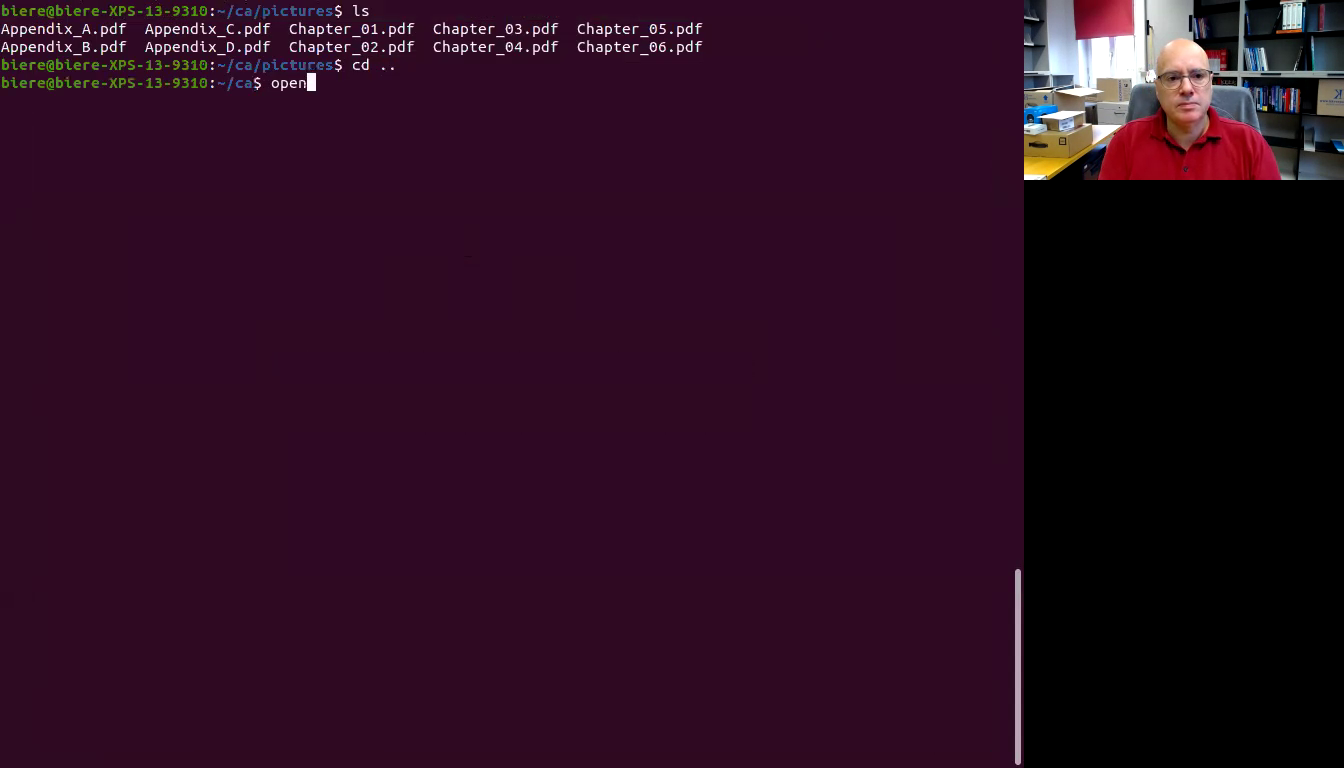 biere@biere-XPS-13-9310:~/ca/pictures$ ls
Appendix_A.pdf  Appendix_C.pdf  Chapter_01.pdf  Chapter_03.pdf  Chapter_05.pdf
Appendix_B.pdf  Appendix_D.pdf  Chapter_02.pdf  Chapter_04.pdf  Chapter_06.pdf
biere@biere-XPS-13-9310:~/ca/pictures$ cd ..
biere@biere-XPS-13-9310:~/ca$ open